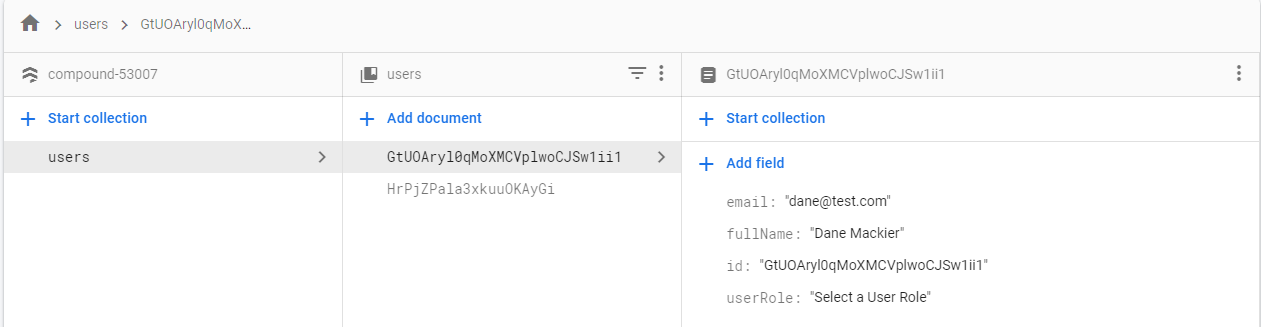 users GtUOAryl0qMoX...
compound-53007 users GtUOAryl0qMoXMCVplwoCJSw1ii1
Start collection Add document Start collection
users GtUOAryl0qMoXMCVplwoCJSw1ii1 Add field
HrPjZPala3xkuuOKAyGi
email: "dane@test.com"
fullName: "Dane Mackier"
id: "GtUOAryl0qMoXMCVplwoCJSw1ii1"
userRole: "Select a User Role"